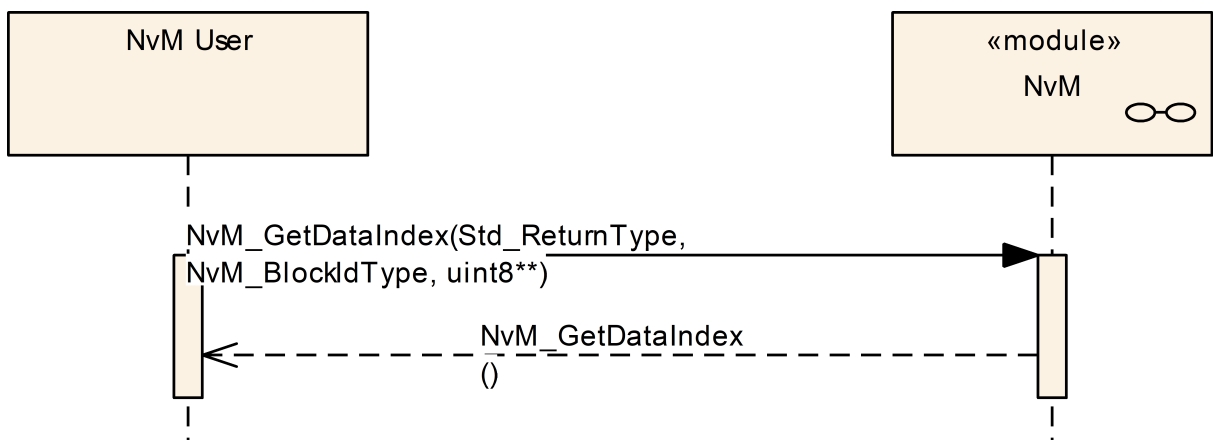 NvM User
«module»
NvM
NvM_GetDataIndex(Std_ReturnType,
NvM_BlockIdType, uint8**)
NvM_GetDataIndex
()